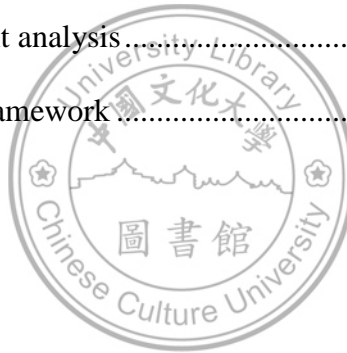 t analysis ..............................
amework ..............................
University Library
中國文化大學
圖書館
Chinese Culture University